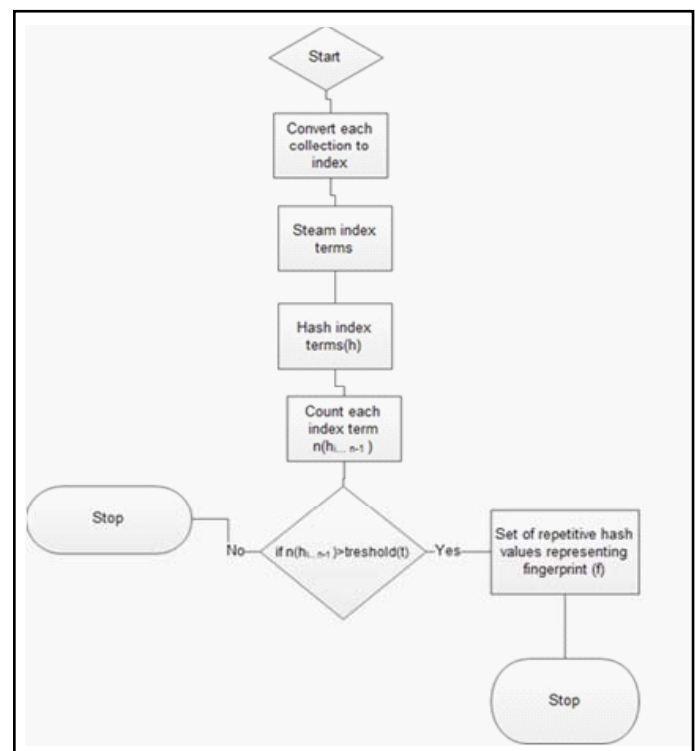 Start
Convert each
collection to
index
Steam index
terms
Hash index
terms(h)
Count each
index term
n(hi... n-1 )
Stop
No
if n(hi...n-1)>treshold(t)
Yes
Set of repetitive hash
values representing
fingerprint (f)
Stop